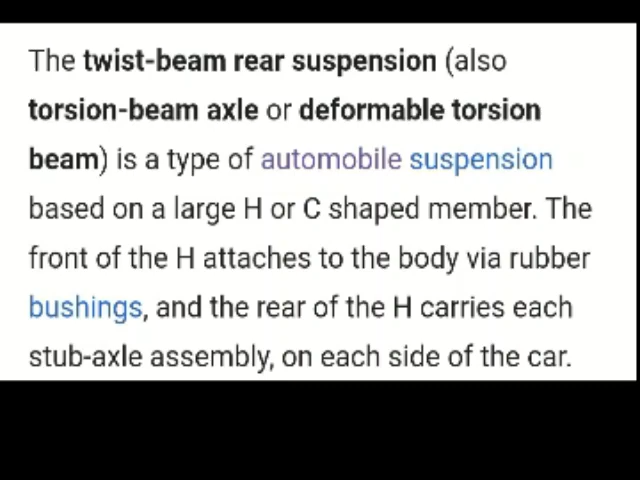 The twist-beam rear suspension (also
torsion-beam axle or deformable torsion
beam) is a type of automobile suspension
based on a large H or C shaped member. The
front of the H attaches to the body via rubber
bushings, and the rear of the H carries each
stub-axle assembly, on each side of the car.